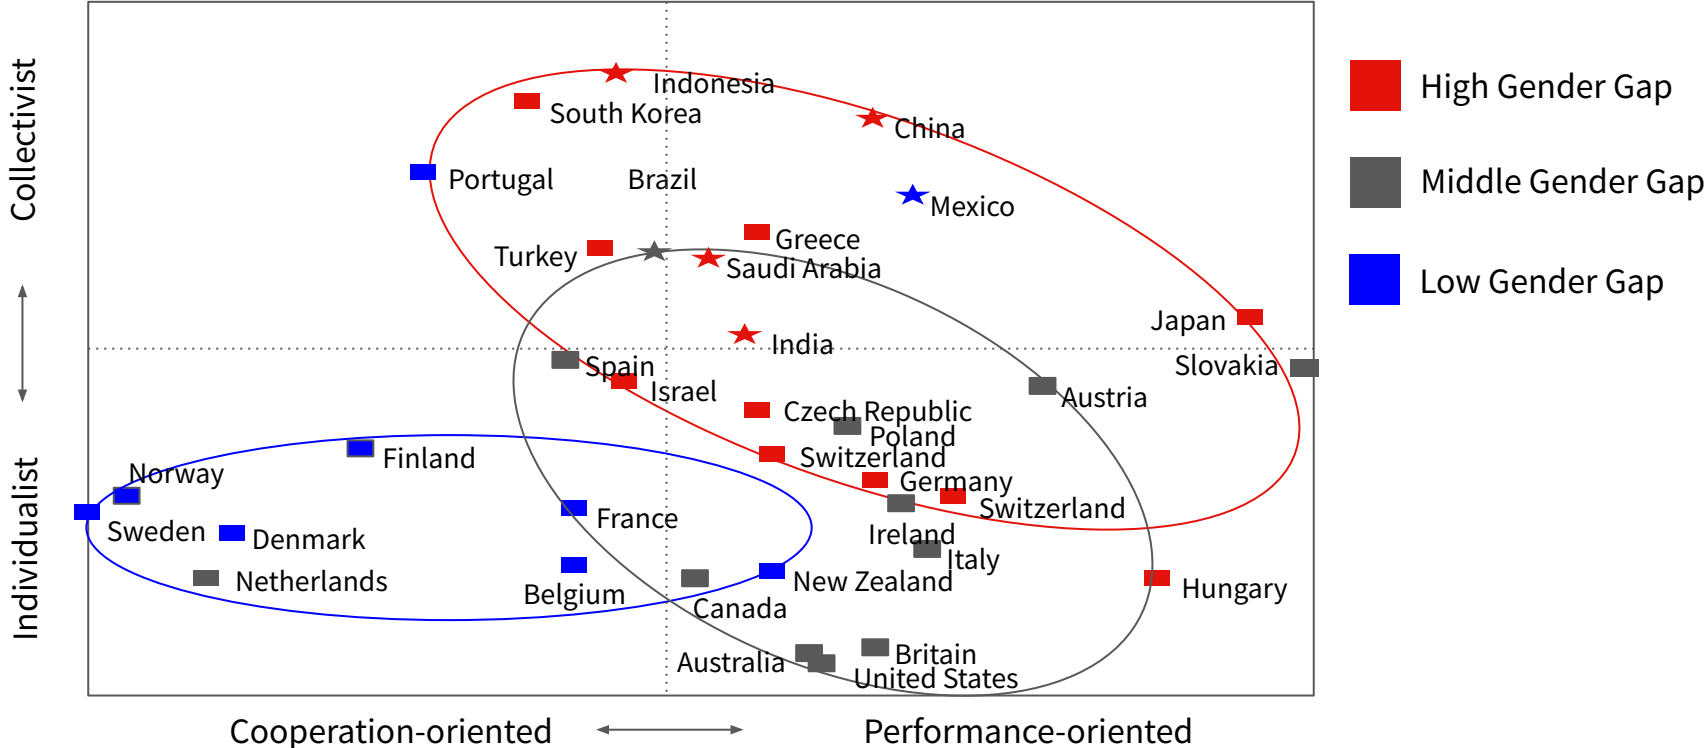 Collectivist
Individualist
Indonesia
South Korea
China
Portugal
Brazil
Mexico
Turkey
Greece
Saudi Arabia
Japan
India
Slovakia
Spain
Israel
Austria
Czech Republic
Poland
Switzerland
Finland
Norway
Germany
Switzerland
Sweden
France
Denmark
Ireland
Italy
Netherlands
Belgium
New Zealand
Hungary
Canada
Australia
Britain
United States
Cooperation-oriented
Performance-oriented
High Gender Gap
Middle Gender Gap
Low Gender Gap